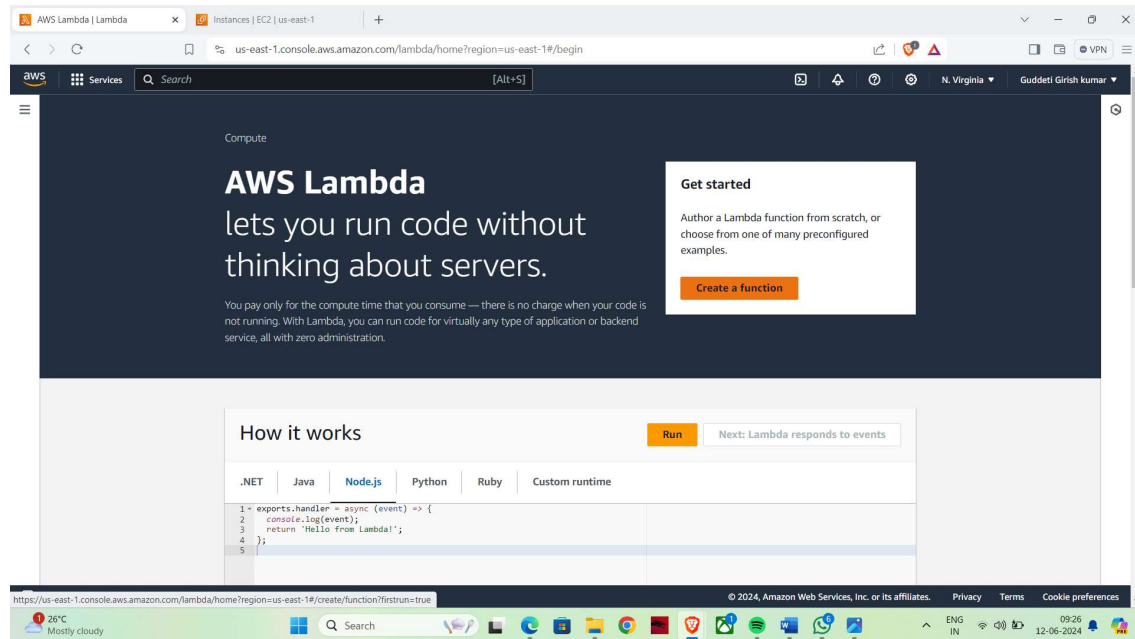 AWS Lambda | Lambda
Instances | EC2 | us-east-1
us-east-1.console.aws.amazon.com/lambda/home?region=us-east-1#/begin
VPN
aws
Services
Search
[Alt+S]
N. Virginia
Guddeti Girish kumar
Compute
AWS Lambda
lets you run code without
thinking about servers.
You pay only for the compute time that you consume — there is no charge when your code is
not running. With Lambda, you can run code for virtually any type of application or backend
service, all with zero administration.
Get started
Author a Lambda function from scratch, or
choose from one of many preconfigured
examples.
Create a function
How it works
Run
Next: Lambda responds to events
.NET
Java
Node.js
Python
Ruby
Custom runtime
1 exports.handler = async (event) => {
2 console.log(event);
3 return 'Hello from Lambda!';
4 };
5
https://us-east-1.console.aws.amazon.com/lambda/home?region=us-east-1#/create/function?firstrun=true
© 2024, Amazon Web Services, Inc. or its affiliates.
Privacy
Terms
Cookie preferences
1
26°C
Mostly cloudy
Search
ENG
IN
09:26
12-06-2024